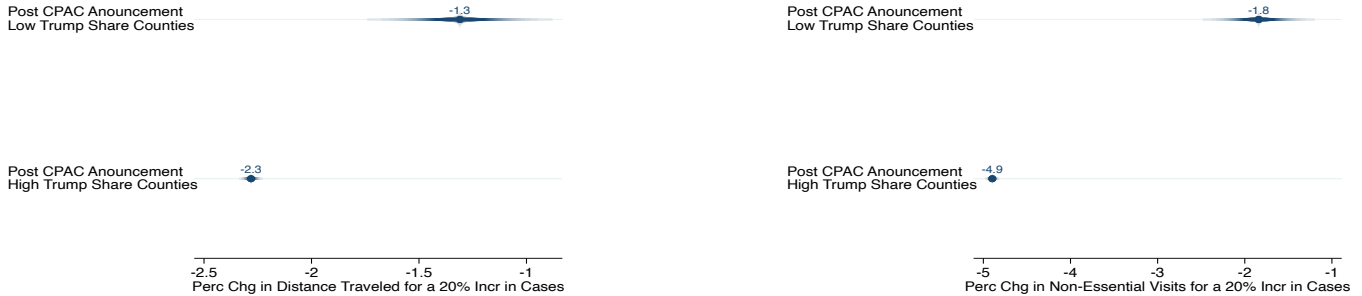 Post CPAC Anouncement
Low Trump Share Counties
-1.3
Post CPAC Anouncement
High Trump Share Counties
-2.3
-2.5 -2 -1.5 -1
Perc Chg in Distance Traveled for a 20% Incr in Cases
Post CPAC Anouncement
Low Trump Share Counties
-1.8
Post CPAC Anouncement
High Trump Share Counties
-4.9
-5 -4 -3 -2 -1
Perc Chg in Non-Essential Visits for a 20% Incr in Cases